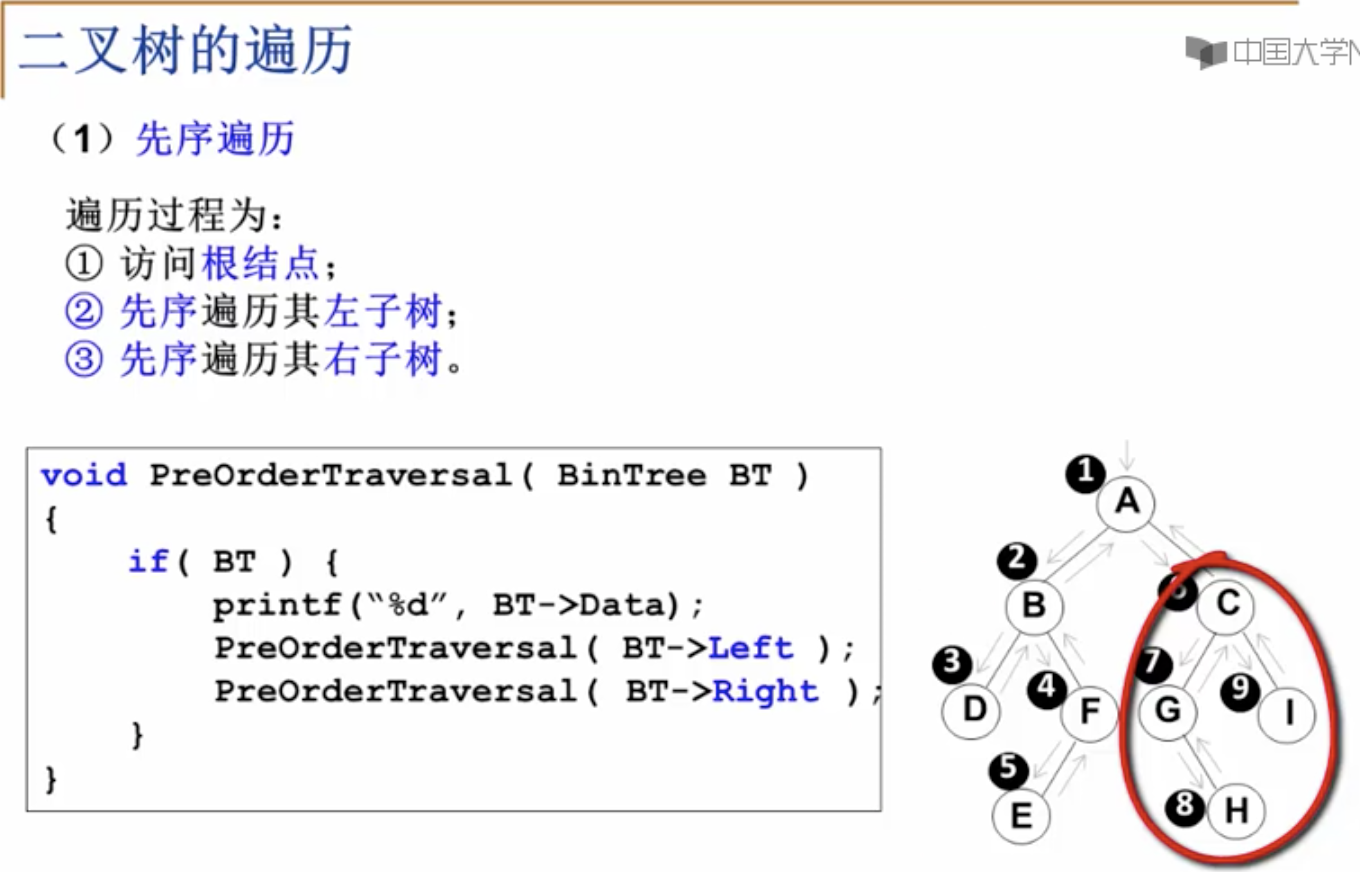 二叉树的遍历
中国大学
（1）先序遍历
遍历过程为：
① 访问根结点；
② 先序遍历其左子树；
③ 先序遍历其右子树。
void PreOrderTraversal( BinTree BT )
{
if( BT ) {
printf(“%d”, BT->Data);
PreOrderTraversal( BT->Left );
PreOrderTraversal( BT->Right );
}
}
1
A
2
B
6
C
3
D
4
F
7
G
9
I
5
E
8
H